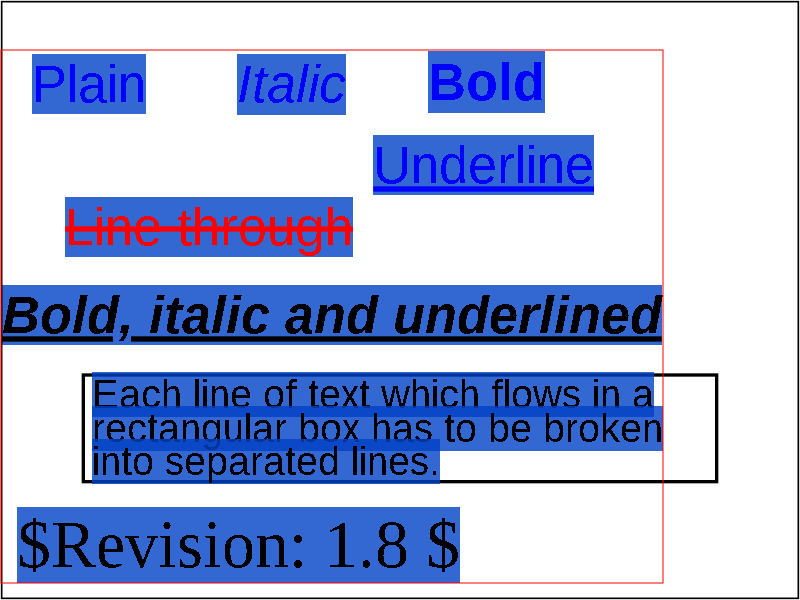 Plain Italic Bold
Underline
Line-through
Bold, italic and underlined
Each line of text which flows in a
rectangular box has to be broken
into separated lines.
$Revision: 1.8 $